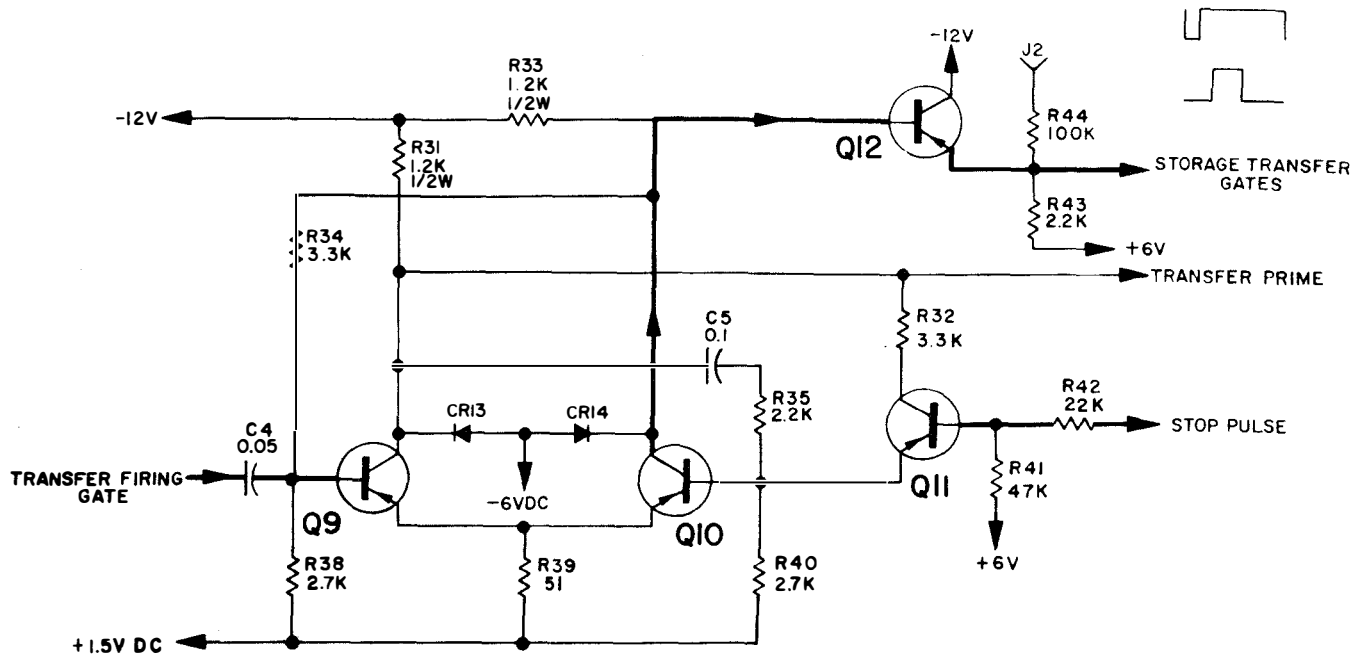 -12V
J2
R33
1.2K
1/2W
-12V
R44
100K
R31
1.2K
1/2W
Q12
STORAGE TRANSFER
GATES
R43
2.2K
R34
3.3K
+6V
TRANSFER PRIME
C5
0.1
R32
3.3K
R35
2.2K
R42
22K
CR13
CR14
C4
0.05
STOP PULSE
TRANSFER FIRING
GATE
-6VDC
R41
47K
Q9
Q10
Q11
R38
2.7K
R39
51
R40
2.7K
+6V
+1.5V DC